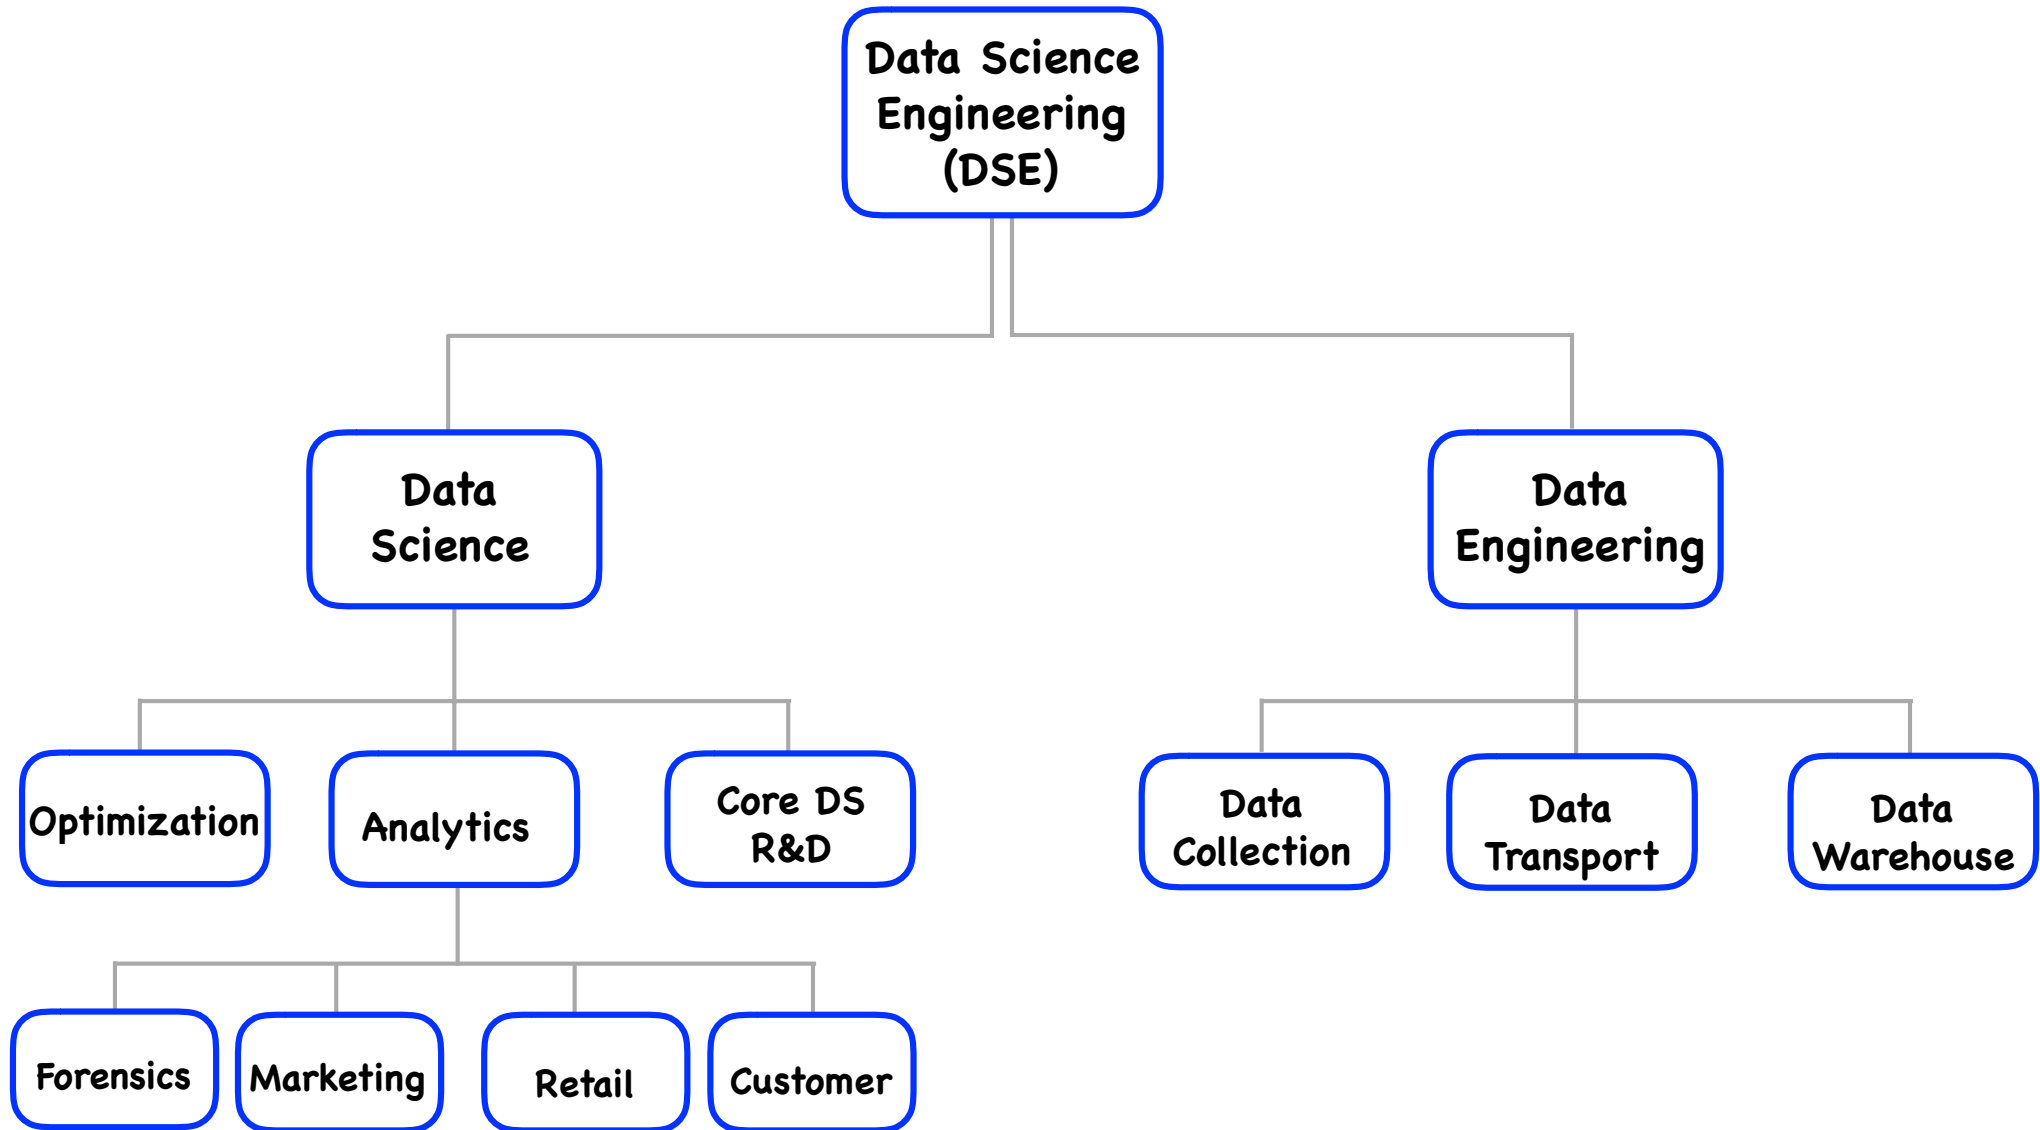 Data Science
Engineering
(DSE)
Data
Science
Data
Engineering
Optimization
Analytics
Core DS
R&D
Data
Collection
Data
Transport
Data
Warehouse
Forensics
Marketing
Retail
Customer